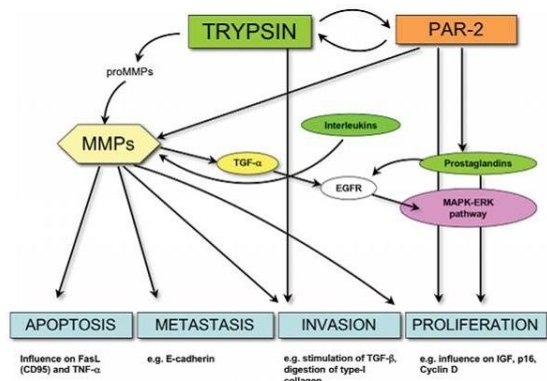 TRYPSIN
PAR-2
proMMPs
MMPs
Interleukins
TGF-α
Prostaglandins
EGFR
MAPK-ERK
pathway
APOPTOSIS
METASTASIS
INVASION
PROLIFERATION
Influence on FasL
(CD95) and TNF-α
e.g. E-cadherin
e.g. stimulation of TGF-β,
digestion of type-I
collagen
e.g. influence on IGF, p16,
Cyclin D